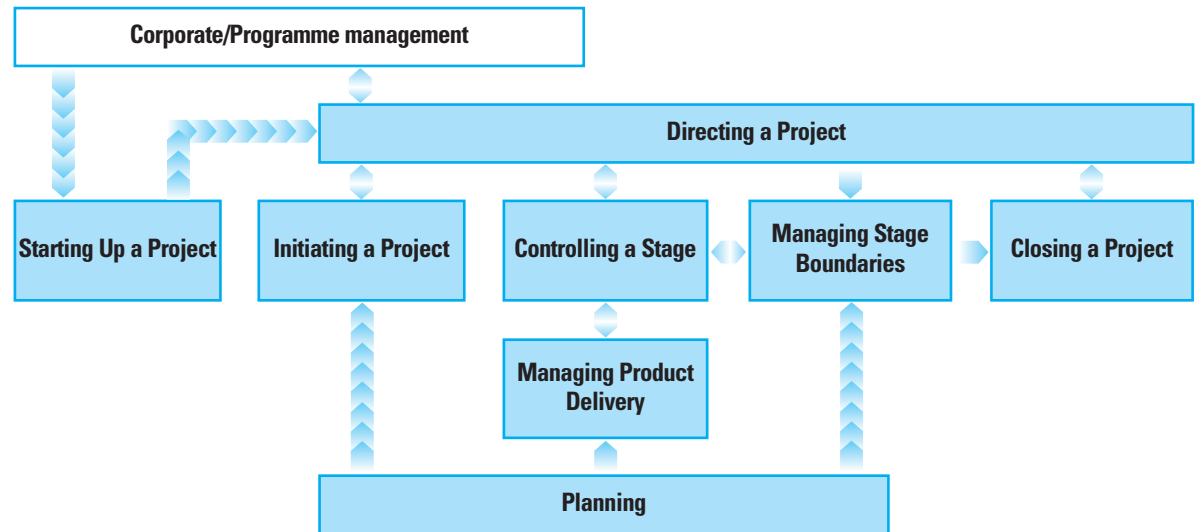 Corporate/Programme management
Directing a Project
Starting Up a Project
Initiating a Project
Controlling a Stage
Managing Stage
Boundaries
Closing a Project
Managing Product
Delivery
Planning